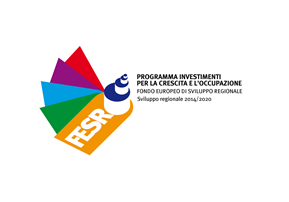 PROGRAMMA INVESTIMENTI
PER LA CRESCITA E L'OCCUPAZIONE
FONDO EUROPEO DI SVILUPPO REGIONALE
Sviluppo regionale 2014/2020
FESR